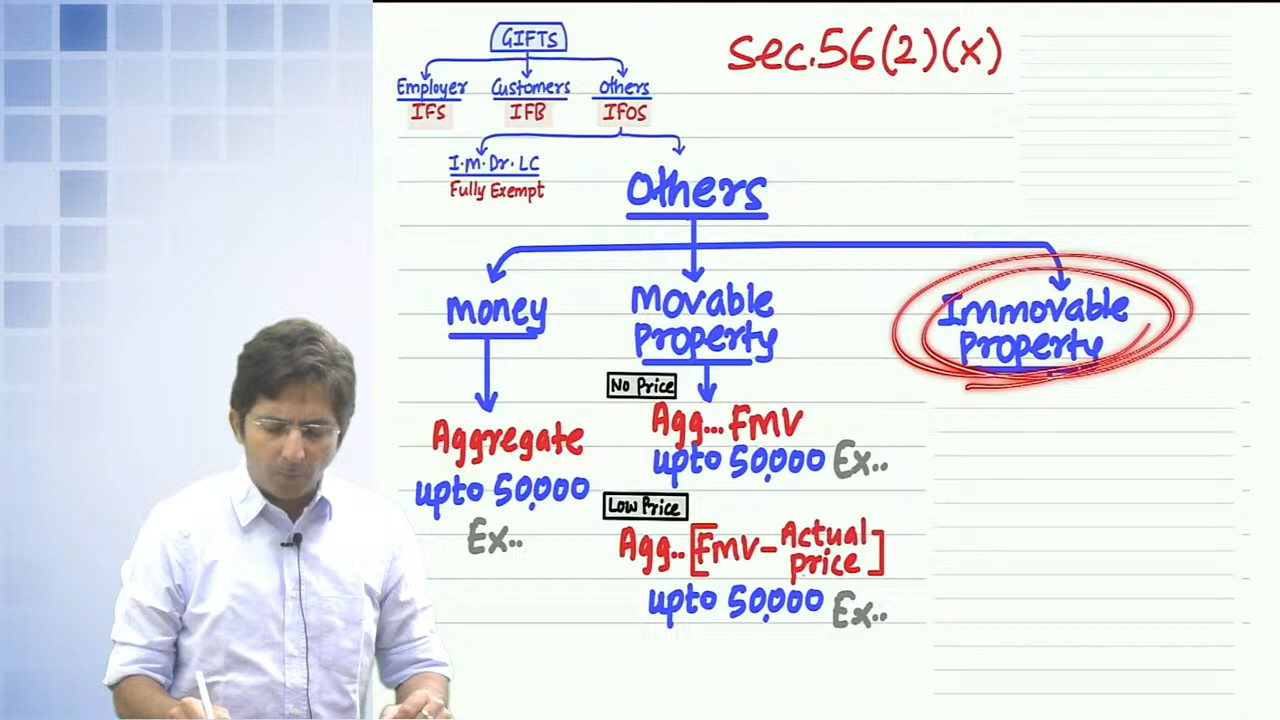 GIFTS
sec.56(2)(x)
Employer
Customers
Others
IFS
IFB
IFOS
I.M.Dr.LC
Fully Exempt
Others
Money
Movable
Property
Immovable
Property
No Price
Aggregate
upto 50,000
Ex..
Agg... FMV
upto 50,000 Ex..
Low Price
Agg.. [FMV - Actual
price]
upto 50,000 Ex..